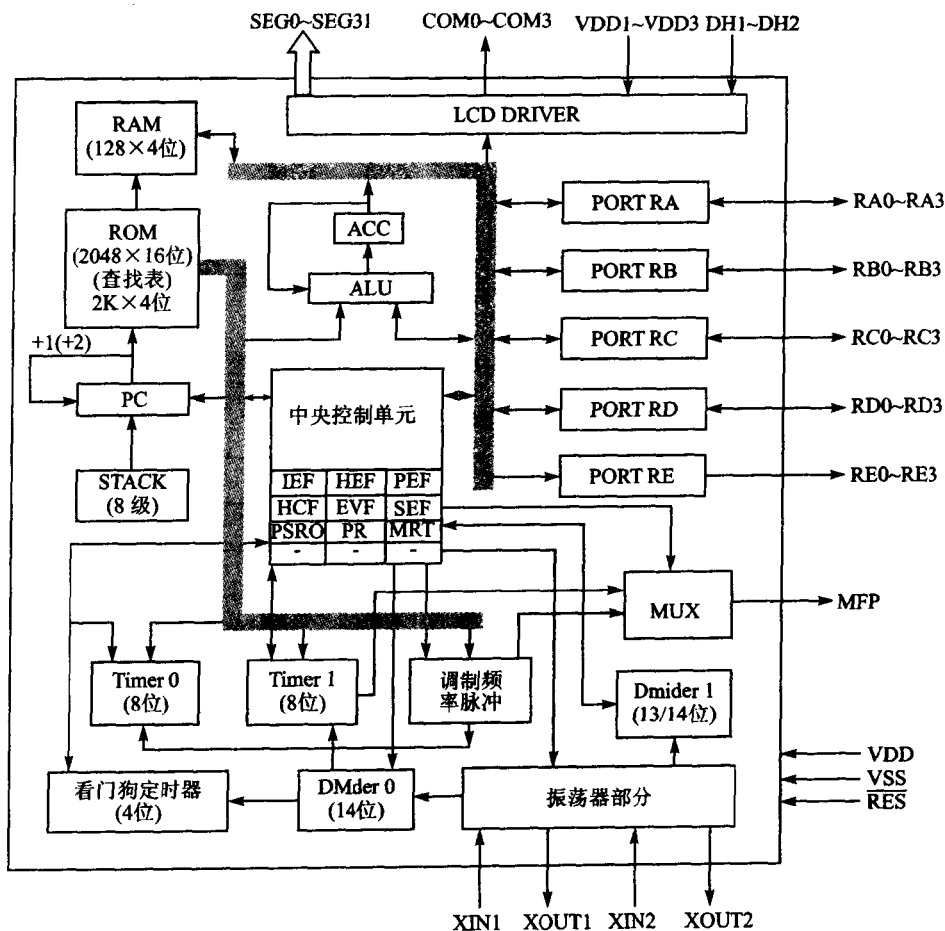 SEG0~SEG31
COM0~COM3
VDD1~VDD3
DH1~DH2
LCD DRIVER
RAM
(128×4位)
ROM
(2048×16位)
(查找表)
2K×4位
ACC
ALU
PORT RA
RA0~RA3
PORT RB
RB0~RB3
PORT RC
RC0~RC3
PORT RD
RD0~RD3
PORT RE
RE0~RE3
+1(+2)
PC
STACK
(8 级)
中央控制单元
IEF HEF PEF
HCF EVF SEF
PSRO PR MRT
- - -
MUX
MFP
Timer 0
(8位)
Timer 1
(8位)
调制频
率脉冲
Dmider 1
(13/14位)
看门狗定时器
(4位)
DMder 0
(14位)
振荡器部分
VDD
VSS
RES
XIN1
XOUT1
XIN2
XOUT2